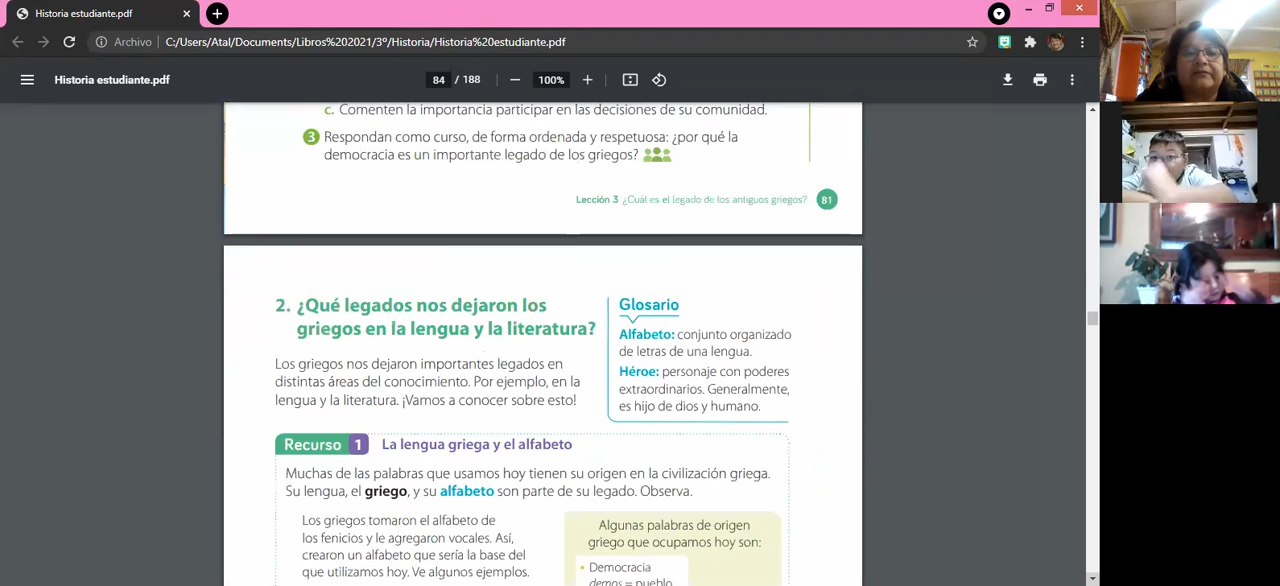 Historia estudiante.pdf
Archivo
C:/Users/Atal/Documents/Libros%202021/3º/Historia/Historia%20estudiante.pdf
Historia estudiante.pdf
84 / 188
100%
c. Comenten la importancia participar en las decisiones de su comunidad.
3 Respondan como curso, de forma ordenada y respetuosa: ¿por qué la
democracia es un importante legado de los griegos?
Lección 3 ¿Cuál es el legado de los antiguos griegos? 81
2. ¿Qué legados nos dejaron los
griegos en la lengua y la literatura?
Los griegos nos dejaron importantes legados en
distintas áreas del conocimiento. Por ejemplo, en la
lengua y la literatura. ¡Vamos a conocer sobre esto!
Glosario
Alfabeto: conjunto organizado
de letras de una lengua.
Héroe: personaje con poderes
extraordinarios. Generalmente,
es hijo de dios y humano.
Recurso 1 La lengua griega y el alfabeto
Muchas de las palabras que usamos hoy tienen su origen en la civilización griega.
Su lengua, el griego, y su alfabeto son parte de su legado. Observa.
Los griegos tomaron el alfabeto de
los fenicios y le agregaron vocales. Así,
crearon un alfabeto que sería la base del
que utilizamos hoy. Ve algunos ejemplos.
Algunas palabras de origen
griego que ocupamos hoy son:
• Democracia
demos = pueblo